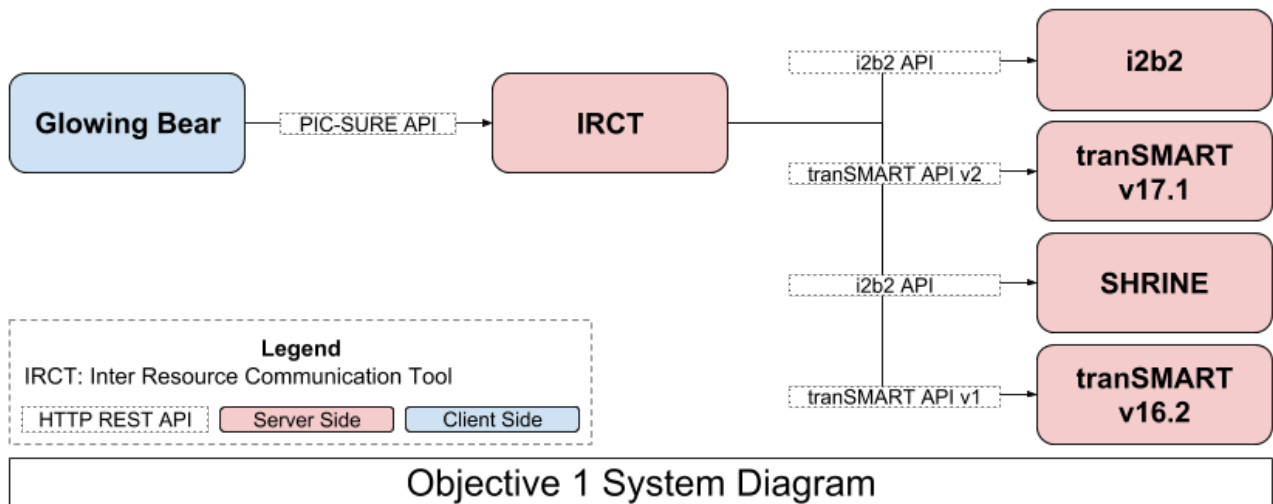 Glowing Bear
PIC-SURE API
IRCT
i2b2 API
i2b2
tranSMART API v2
tranSMART
v17.1
i2b2 API
SHRINE
tranSMART API v1
tranSMART
v16.2
Legend
IRCT: Inter Resource Communication Tool
HTTP REST API
Server Side
Client Side
Objective 1 System Diagram